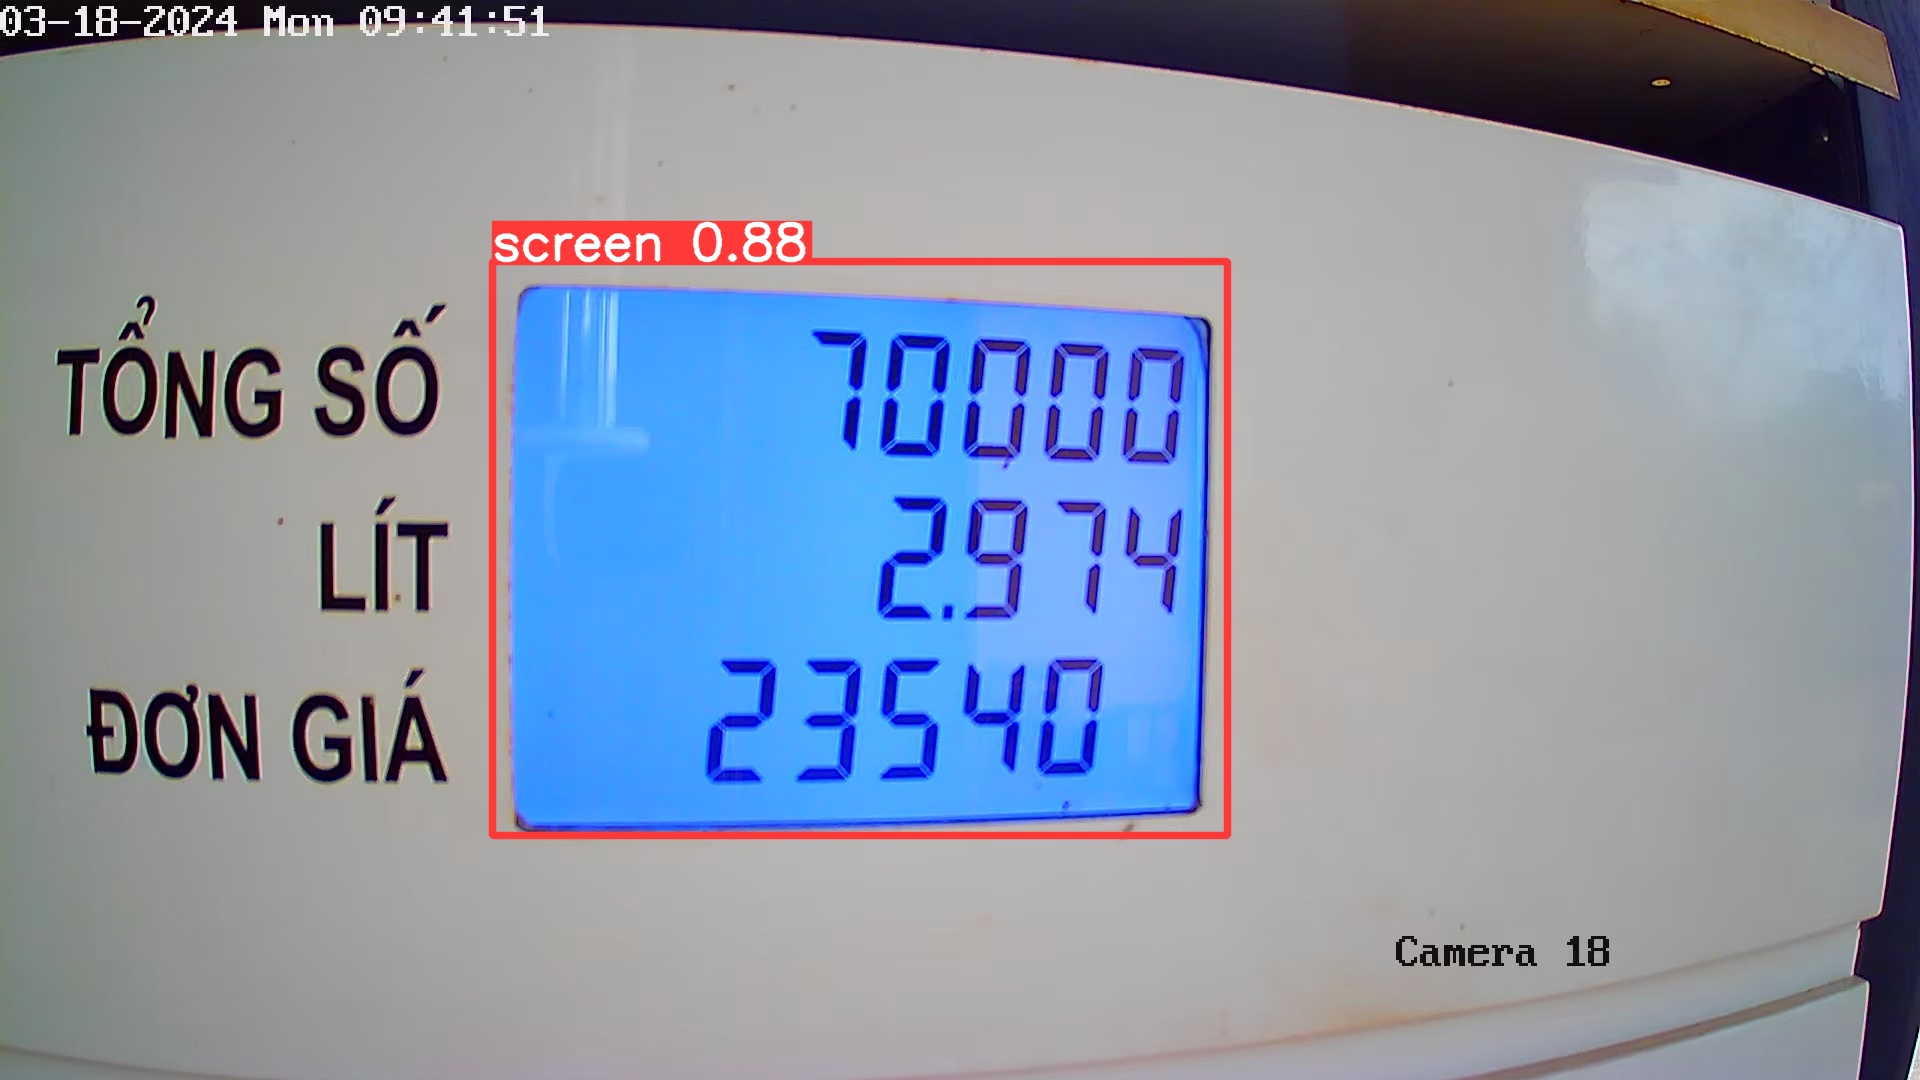 03-18-2024 Mon 09:41:51
screen 0.88
TỔNG SỐ 70000
LÍT 2.974
ĐƠN GIÁ 23540
Camera 18